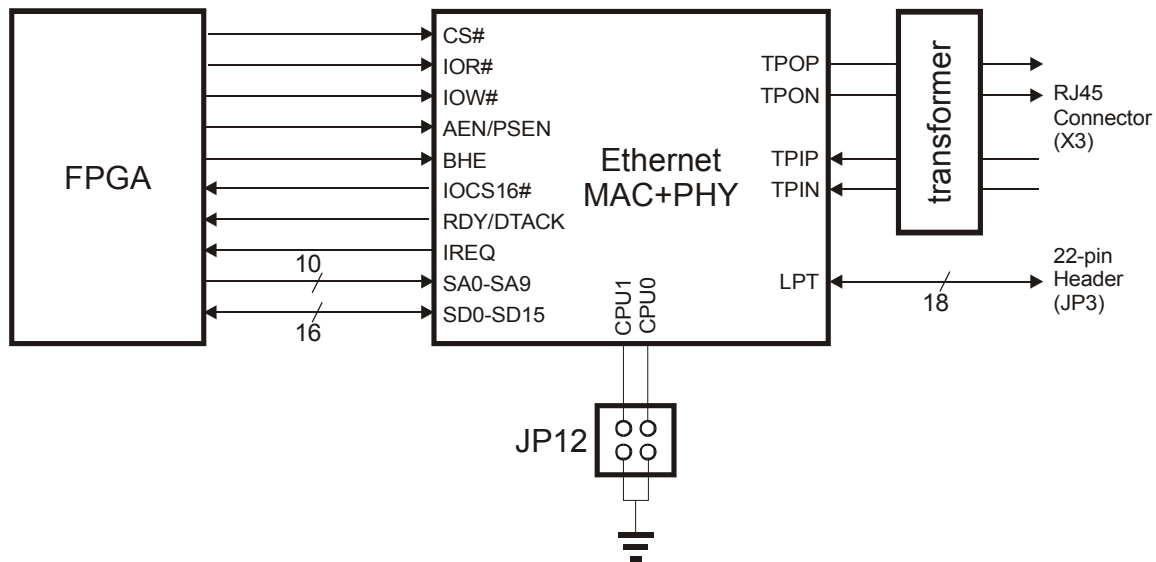 FPGA
CS#
IOR#
IOW#
AEN/PSEN
BHE
IOCS16#
RDY/DTACK
IREQ
10
SA0-SA9
SD0-SD15
16
Ethernet
MAC+PHY
TPOP
TPON
TPIP
TPIN
LPT
transformer
RJ45
Connector
(X3)
18
22-pin
Header
(JP3)
CPU1
CPU0
JP12